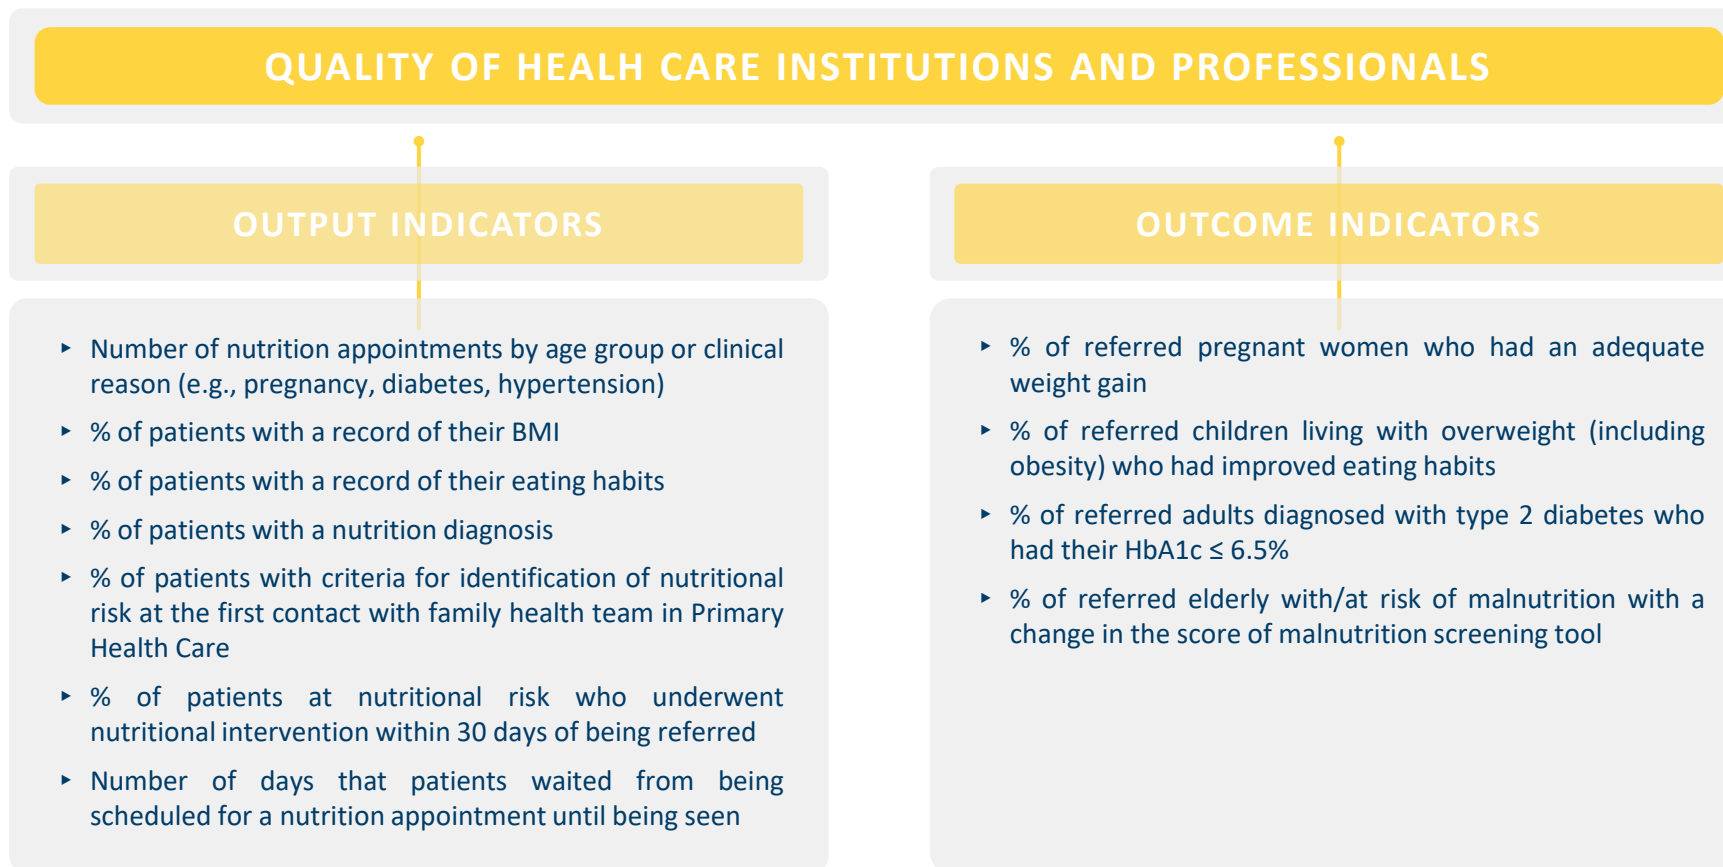 QUALITY OF HEALH CARE INSTITUTIONS AND PROFESSIONALS
OUTPUT INDICATORS
▸ Number of nutrition appointments by age group or clinical
reason (e.g., pregnancy, diabetes, hypertension)
▸ % of patients with a record of their BMI
▸ % of patients with a record of their eating habits
▸ % of patients with a nutrition diagnosis
▸ % of patients with criteria for identification of nutritional
risk at the first contact with family health team in Primary
Health Care
▸ % of patients at nutritional risk who underwent
nutritional intervention within 30 days of being referred
▸ Number of days that patients waited from being
scheduled for a nutrition appointment until being seen
OUTCOME INDICATORS
▸ % of referred pregnant women who had an adequate
weight gain
▸ % of referred children living with overweight (including
obesity) who had improved eating habits
▸ % of referred adults diagnosed with type 2 diabetes who
had their HbA1c ≤ 6.5%
▸ % of referred elderly with/at risk of malnutrition with a
change in the score of malnutrition screening tool